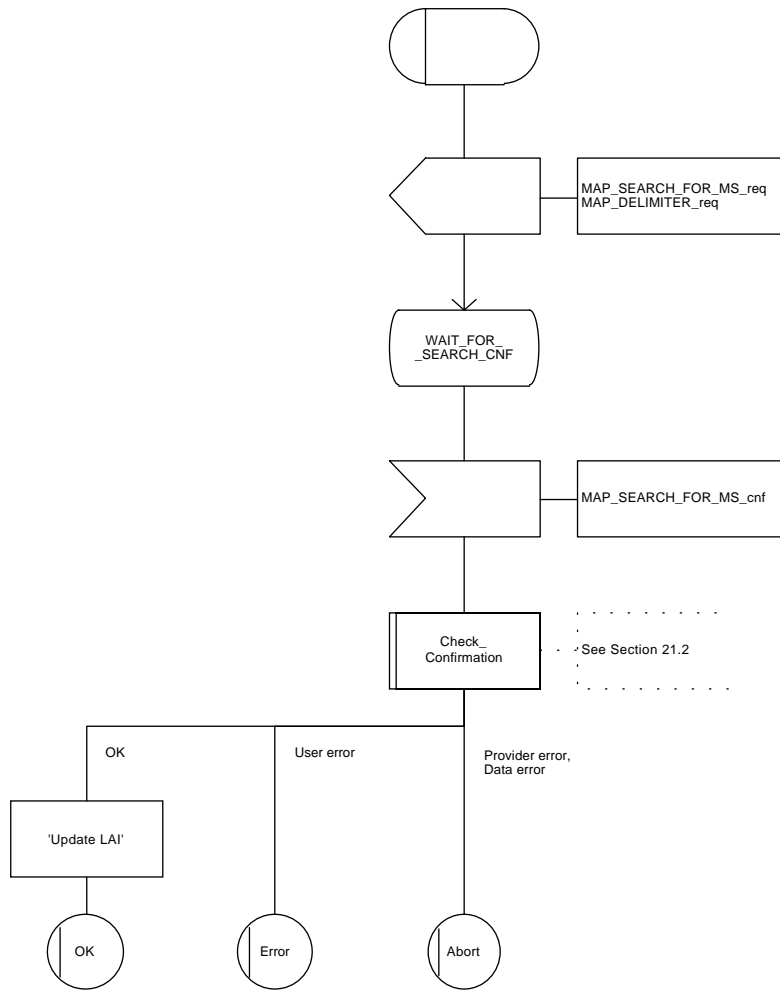 MAP_SEARCH_FOR_MS_req
MAP_DELIMITER_req
WAIT_FOR_
_SEARCH_CNF
MAP_SEARCH_FOR_MS_cnf
Check_
Confirmation
See Section 21.2
OK
User error
Provider error,
Data error
'Update LAI'
OK
Error
Abort